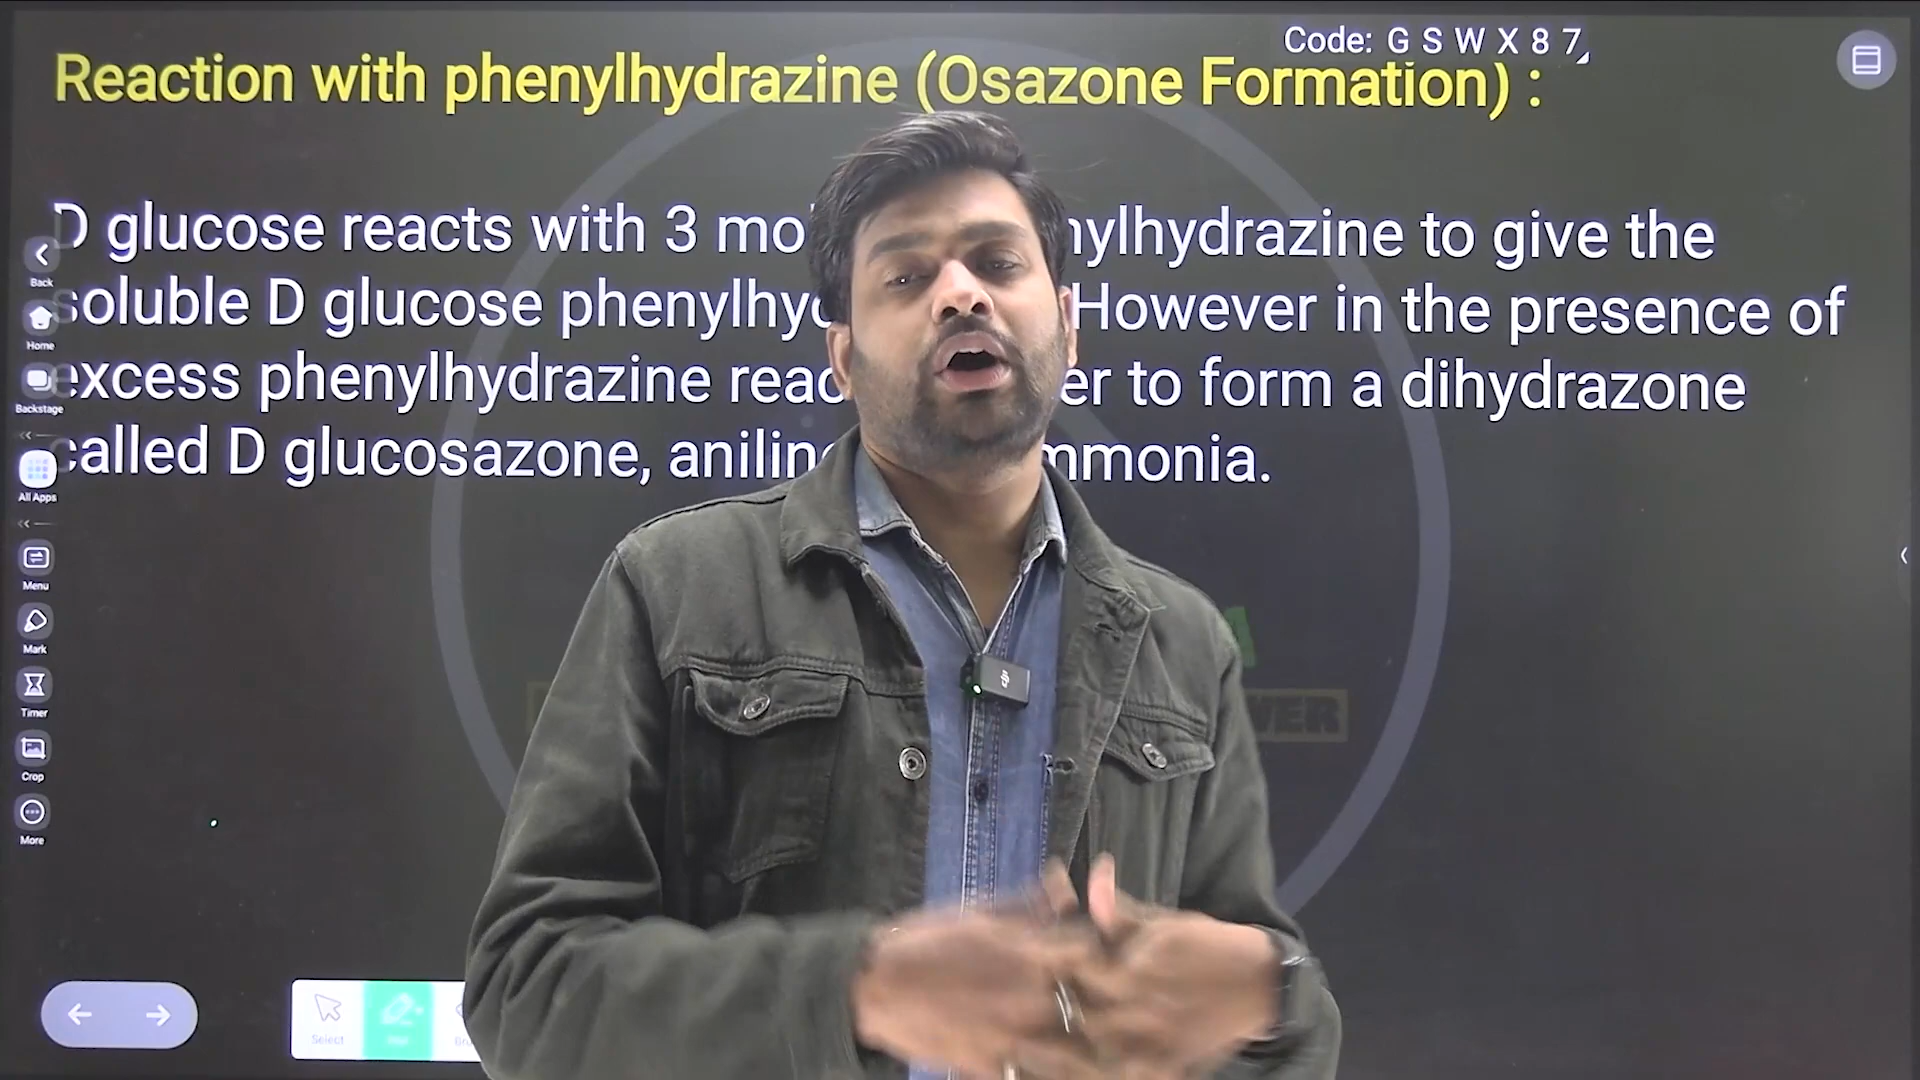 Code: G S W X 8 7
Reaction with phenylhydrazine (Osazone Formation) :
D glucose reacts with 3 mo nylhydrazine to give the
soluble D glucose phenylhyd However in the presence of
excess phenylhydrazine reac er to form a dihydrazone
called D glucosazone, anilin mmonia.
Back
Home
Backstage
All Apps
Menu
Mark
Timer
Crop
More
Select